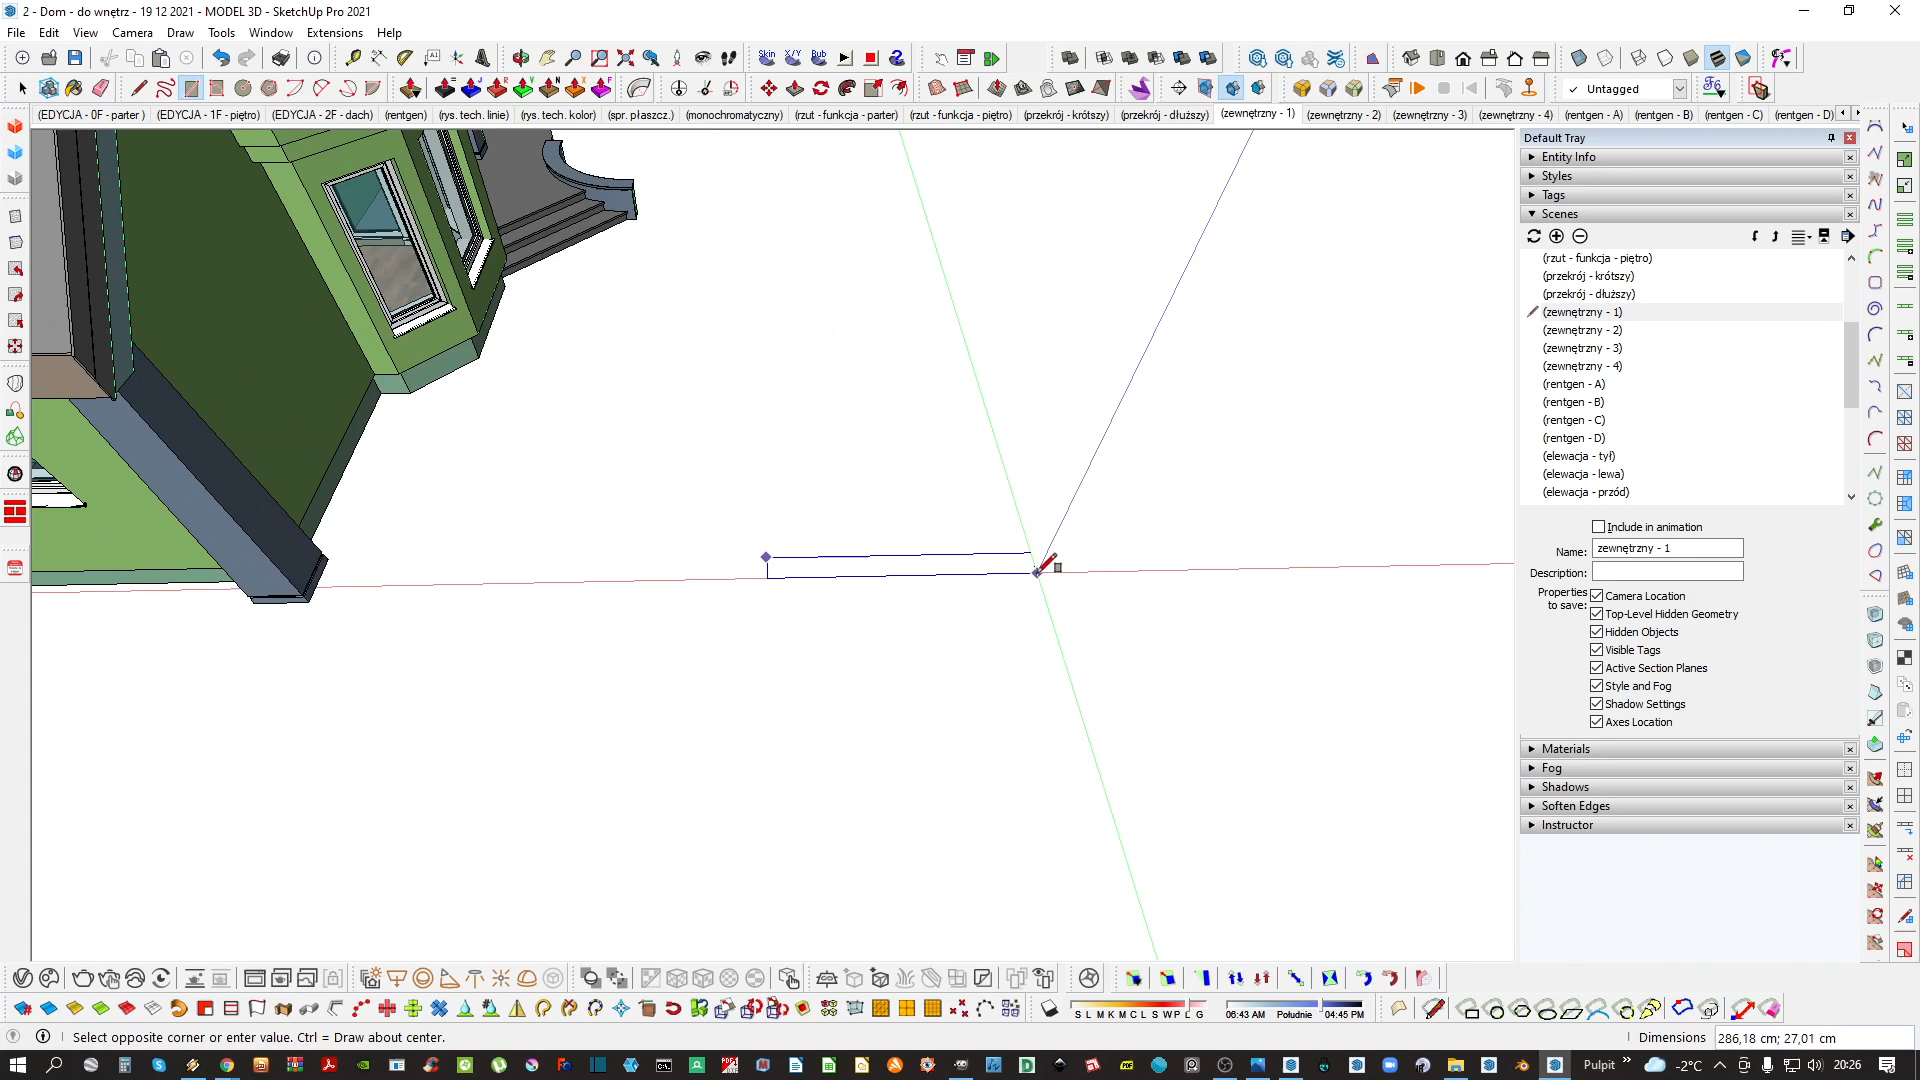 2 - Dom - do wnętrz - 19 12 2021 - MODEL 3D - SketchUp Pro 2021
File Edit View Camera Draw Tools Window Extensions Help
Skin X/Y Bub
Untagged
(EDYCJA - 0F - parter ) (EDYCJA - 1F - piętro) (EDYCJA - 2F - dach) (rentgen) (rys. tech. linie) (rys. tech. kolor) (spr. płaszcz.) (monochromatyczny) (rzut - funkcja - parter) (rzut - funkcja - piętro) (przekrój - krótszy) (przekrój - dłuższy) (zewnętrzny - 1) (zewnętrzny - 2) (zewnętrzny - 3) (zewnętrzny - 4) (rentgen - A) (rentgen - B) (rentgen - C) (rentgen - D)
Default Tray
Entity Info
Styles
Tags
Scenes
(rzut - funkcja - piętro)
(przekrój - krótszy)
(przekrój - dłuższy)
(zewnętrzny - 1)
(zewnętrzny - 2)
(zewnętrzny - 3)
(zewnętrzny - 4)
(rentgen - A)
(rentgen - B)
(rentgen - C)
(rentgen - D)
(elewacja - tył)
(elewacja - lewa)
(elewacja - przód)
Include in animation
Name: zewnętrzny - 1
Description:
Properties to save:
Camera Location
Top-Level Hidden Geometry
Hidden Objects
Visible Tags
Active Section Planes
Style and Fog
Shadow Settings
Axes Location
Materials
Fog
Shadows
Soften Edges
Instructor
S L M K M C L S W P L G
06:43 AM Południe 04:45 PM
Select opposite corner or enter value. Ctrl = Draw about center.
Dimensions 286,18 cm; 27,01 cm
Pulpit
-2°C
20:26